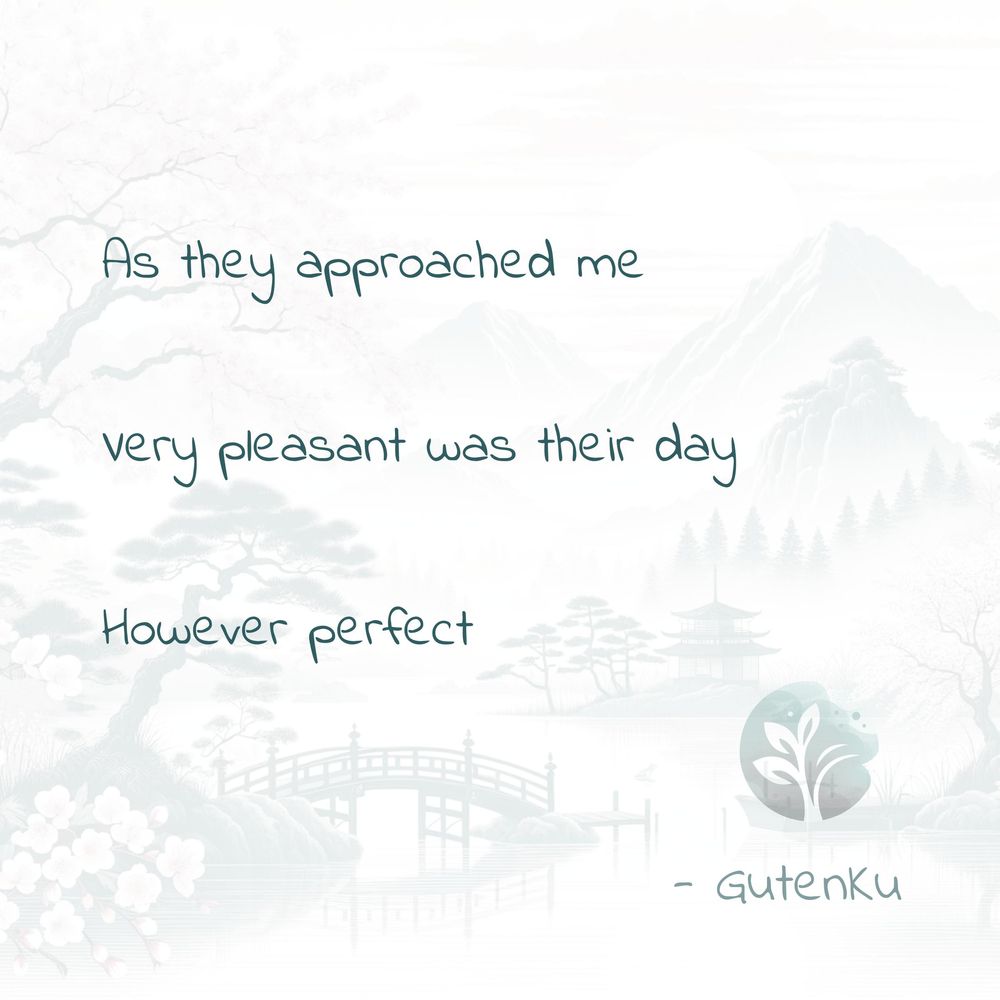 As they approached me
very pleasant was their day
However perfect
- GutenKu